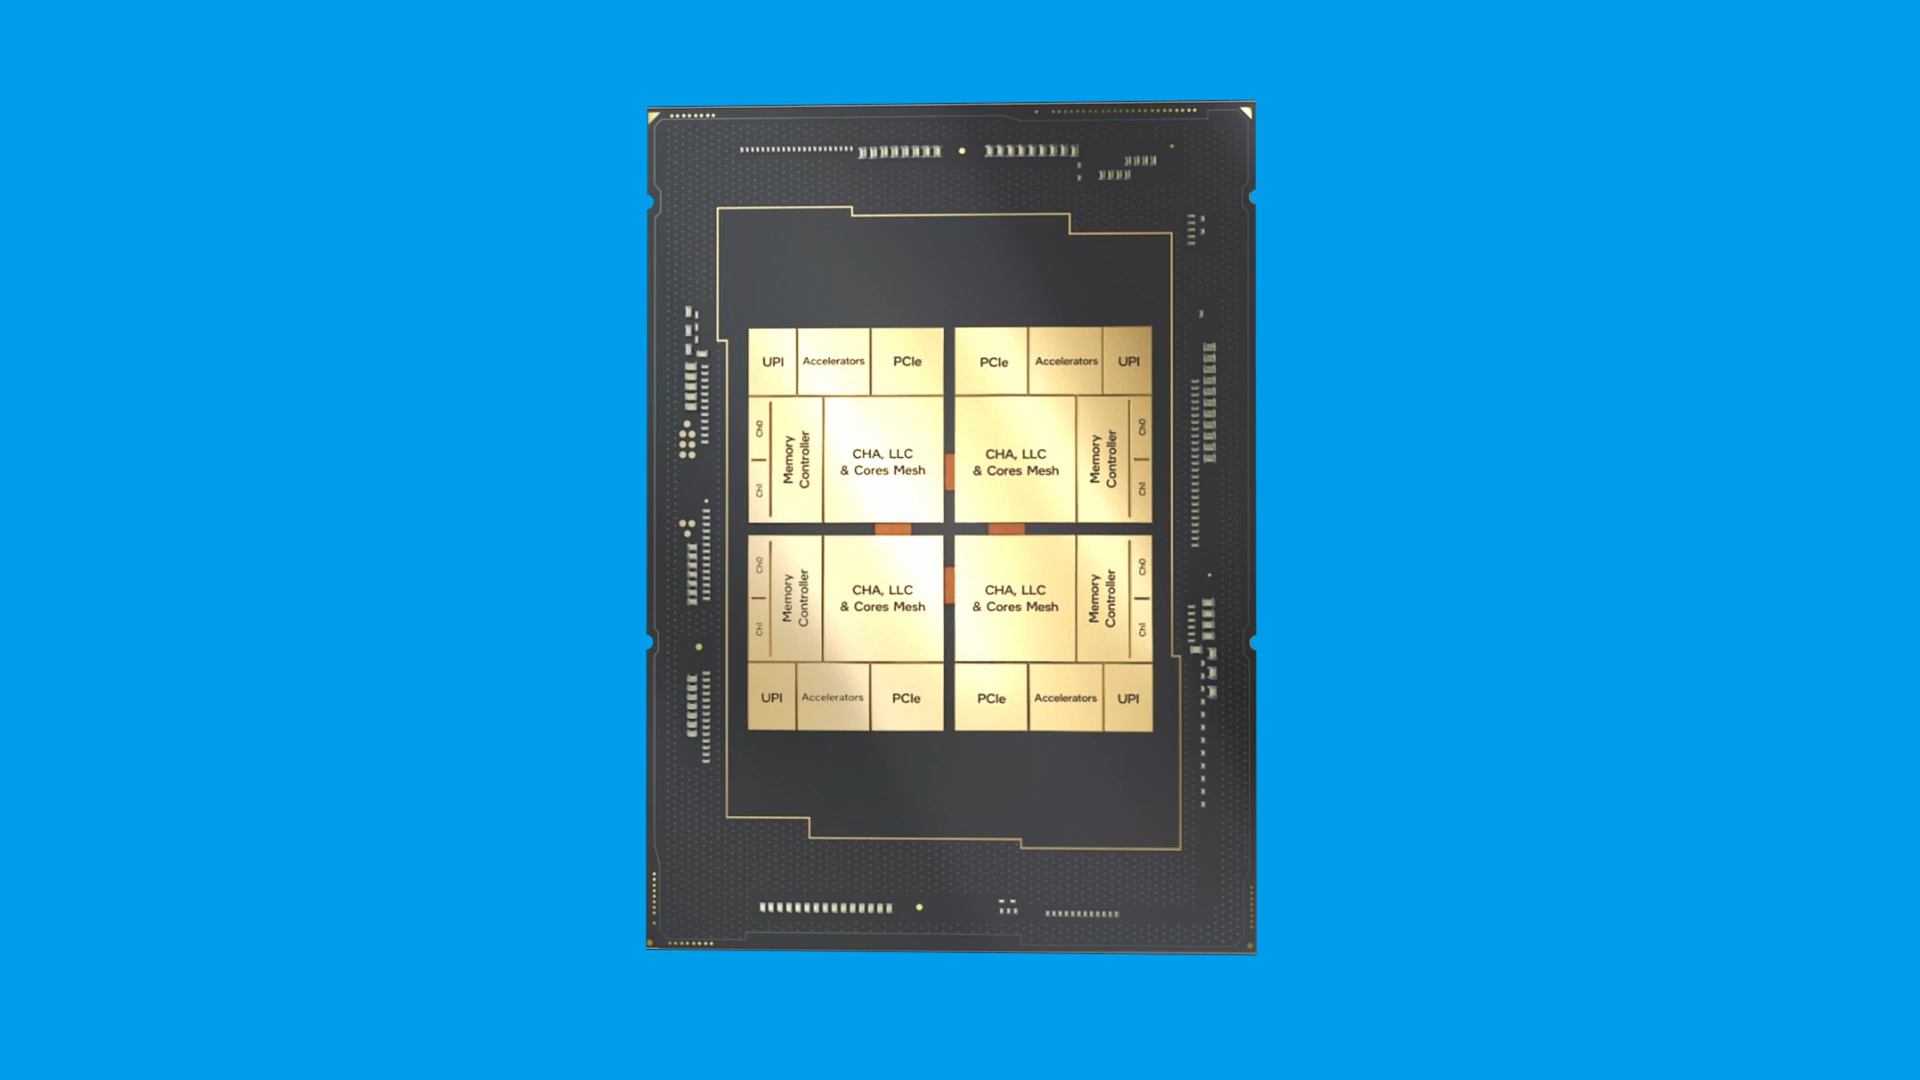 UPI Accelerators PCIe
PCIe Accelerators UPI
Ch0
Ch1
Memory
Controller
CHA, LLC
& Cores Mesh
CHA, LLC
& Cores Mesh
Memory
Controller
Ch0
Ch1
Ch0
Ch1
Memory
Controller
CHA, LLC
& Cores Mesh
CHA, LLC
& Cores Mesh
Memory
Controller
Ch0
Ch1
UPI Accelerators PCIe
PCIe Accelerators UPI